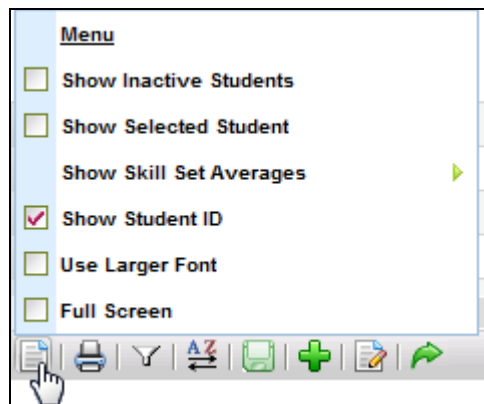 Menu
Show Inactive Students
Show Selected Student
Show Skill Set Averages
Show Student ID
Use Larger Font
Full Screen
AZ